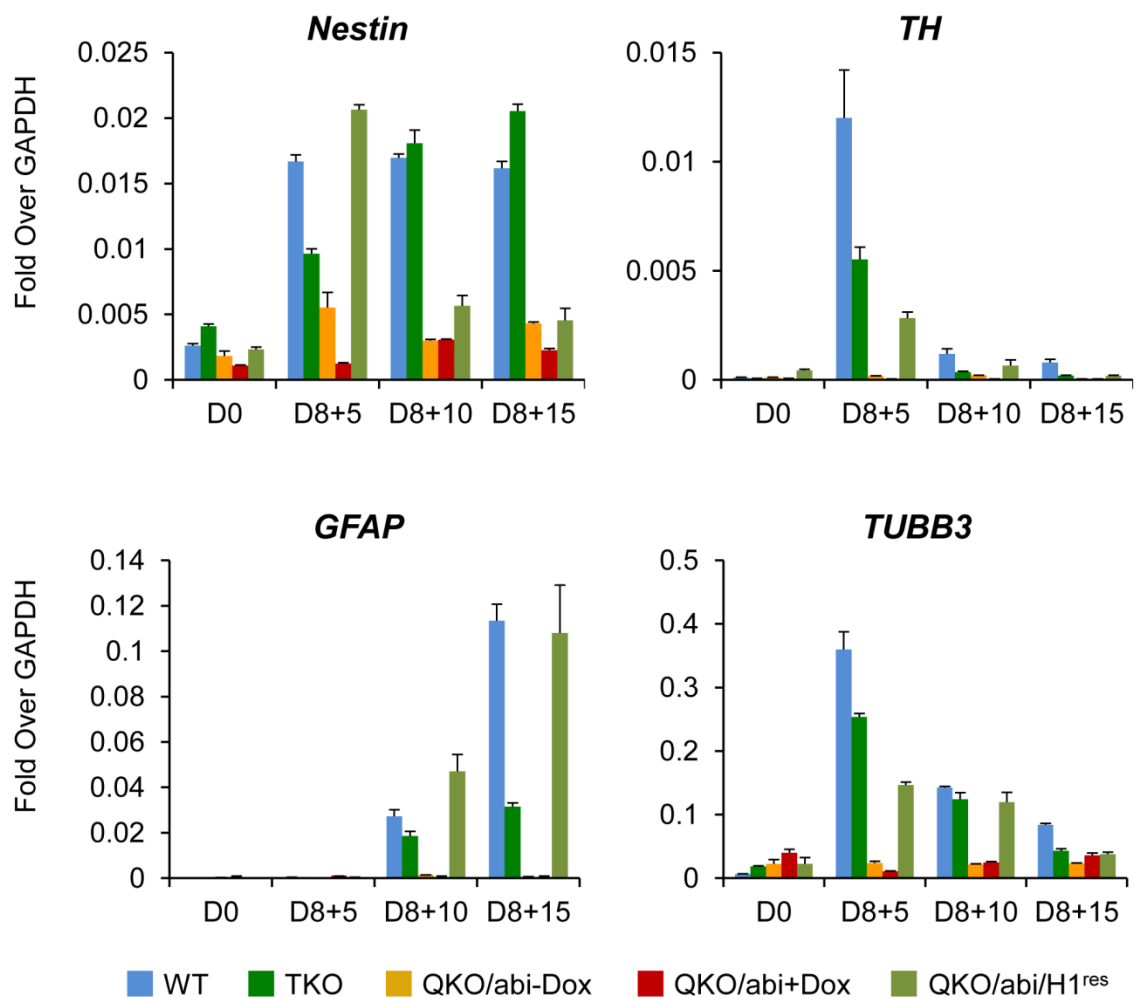 Nestin
Fold Over GAPDH
0.025
0.02
0.015
0.01
0.005
0
D0 D8+5 D8+10 D8+15
TH
0.015
0.01
0.005
0
D0 D8+5 D8+10 D8+15
GFAP
Fold Over GAPDH
0.14
0.12
0.1
0.08
0.06
0.04
0.02
0
D0 D8+5 D8+10 D8+15
TUBB3
0.5
0.4
0.3
0.2
0.1
0
D0 D8+5 D8+10 D8+15
WT TKO QKO/abi-Dox QKO/abi+Dox QKO/abi/H1res